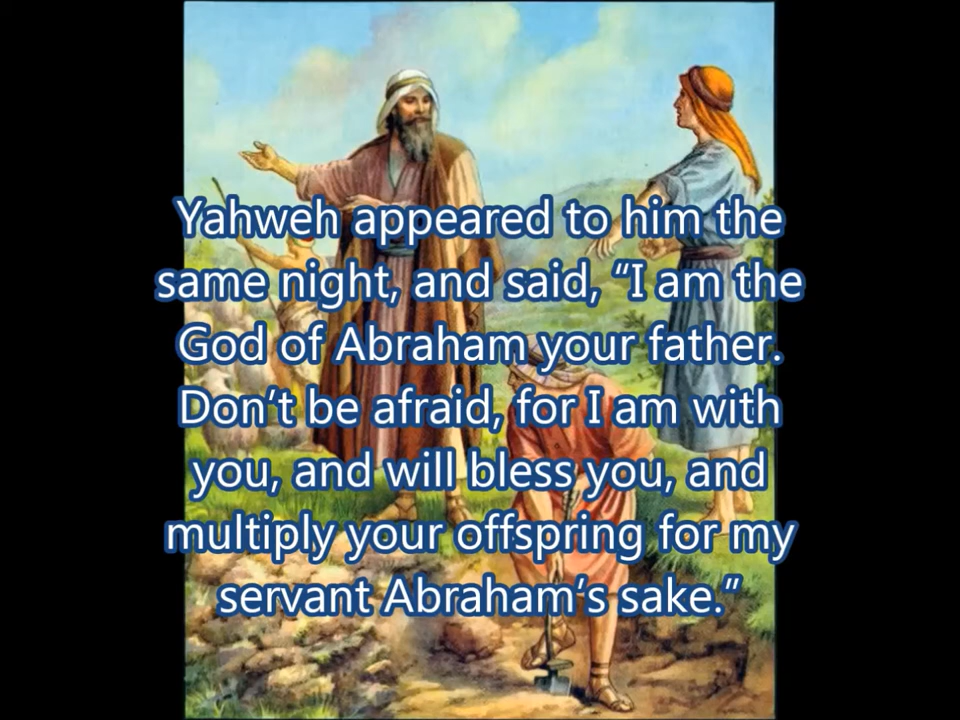 Yahweh appeared to him the
same night, and said, “I am the
God of Abraham your father.
Don’t be afraid, for I am with
you, and will bless you, and
multiply your offspring for my
servant Abraham’s sake.”